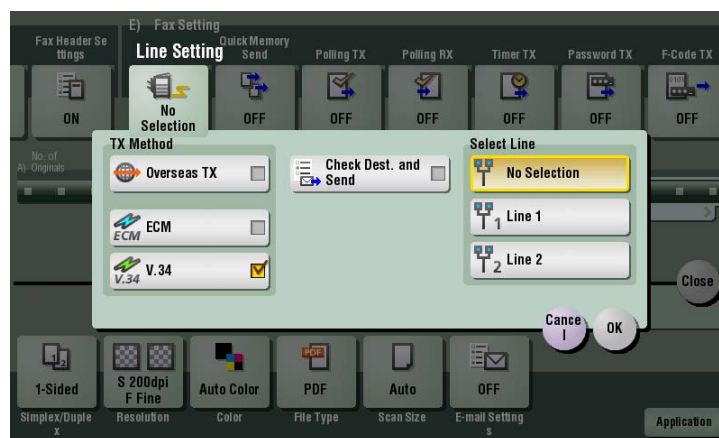 E) Fax Setting
Fax Header Se
ttings
Line Setting
Quick Memory
Send
Polling TX
Polling RX
Timer TX
Password TX
F-Code TX
ON
No
Selection
OFF
OFF
OFF
OFF
OFF
OFF
No. of
A) Originals
TX Method
Select Line
Overseas TX
Check Dest. and
Send
No Selection
ECM
ECM
1 Line 1
V.34
V.34
2 Line 2
Close
Cance
l
OK
1 2
PDF
1-Sided
S 200dpi
F Fine
Auto Color
PDF
Auto
OFF
Simplex/Duple
x
Resolution
Color
File Type
Scan Size
E-mail Setting
s
Application